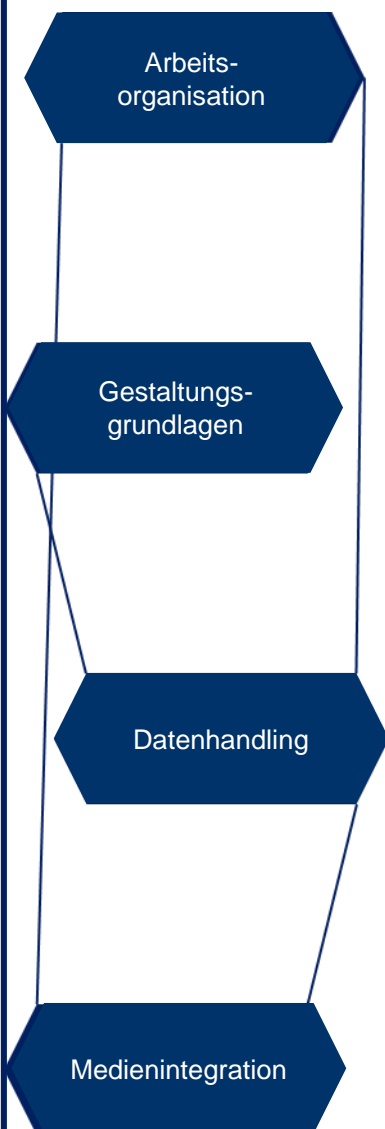 Arbeits-
organisation
Gestaltungs-
grundlagen
Datenhandling
Medienintegration